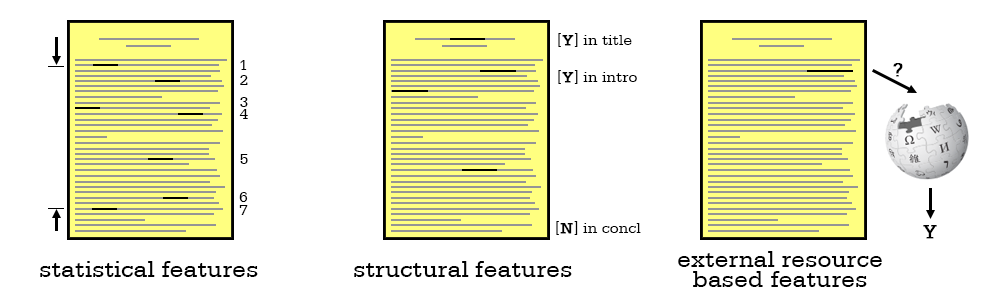 1
2
3
4
5
6
7
statistical features
[Y] in title
[Y] in intro
[N] in concl
structural features
?
Ω
W
И
維
Y
external resource
based features